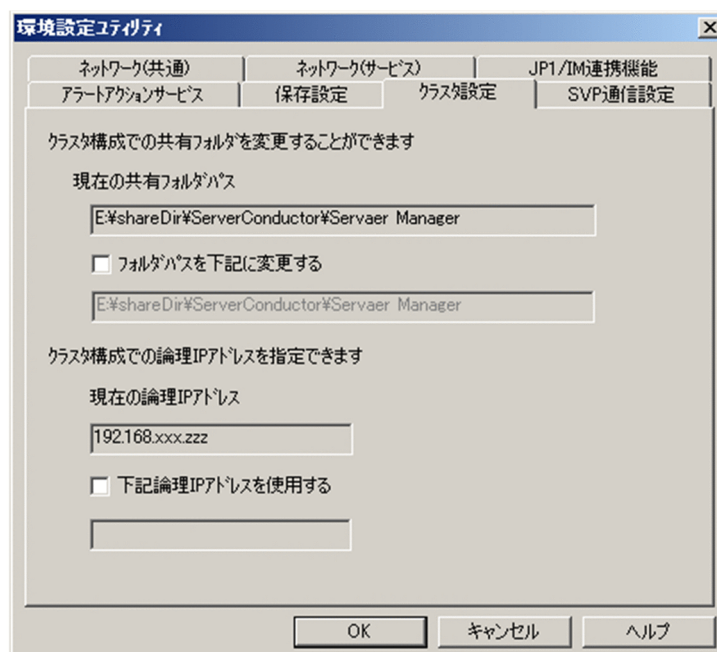 環境設定ユティリティ
ネットワーク(共通)
ネットワーク(サービス)
JP1/IM連携機能
アラートアクションサービス
保存設定
クラスタ設定
SVP通信設定
クラスタ構成での共有フォルダを変更することができます
現在の共有フォルダパス
E:¥shareDir¥ServerConductor¥Servaer Manager
フォルダパスを下記に変更する
E:¥shareDir¥ServerConductor¥Servaer Manager
クラスタ構成での論理IPアドレスを指定できます
現在の論理IPアドレス
192.168.xxx.zzz
下記論理IPアドレスを使用する
OK
キャンセル
ヘルプ